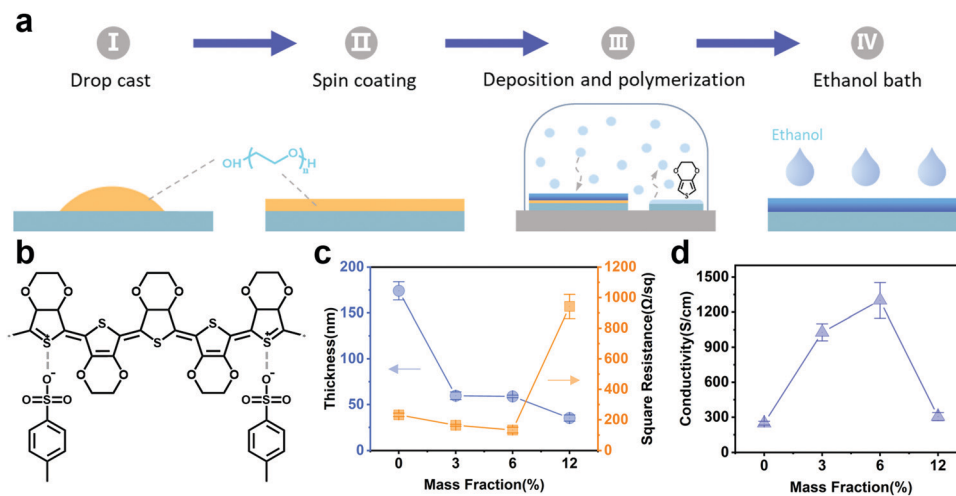 a
I
II
III
IV
Drop cast
Spin coating
Deposition and polymerization
Ethanol bath
OH
O
n
H
O
O
S
Ethanol
b
O O
O O
O O
S S
S S S
O O
O O
O- O-
O=S=O
O=S=O
c
200
150
100
50
0
Thickness(nm)
1200
1000
800
600
400
200
0
Square Resistance(Ω/sq)
0 3 6 12
Mass Fraction(%)
d
1500
1200
900
600
300
0
Conductivity(S/cm)
0 3 6 12
Mass Fraction(%)